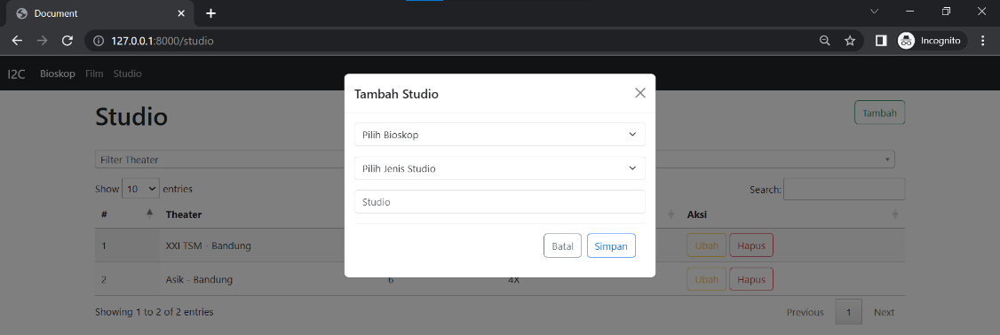 Document
127.0.0.1:8000/studio
Incognito
I2C Bioskop Film Studio
Tambah Studio
Studio
Tambah
Pilih Bioskop
Filter Theater
Pilih Jenis Studio
Show 10 entries
Search:
Studio
# Theater Aksi
Batal Simpan
1 XXI TSM - Bandung Ubah Hapus
2 Asik - Bandung 6 4X Ubah Hapus
Showing 1 to 2 of 2 entries
Previous 1 Next